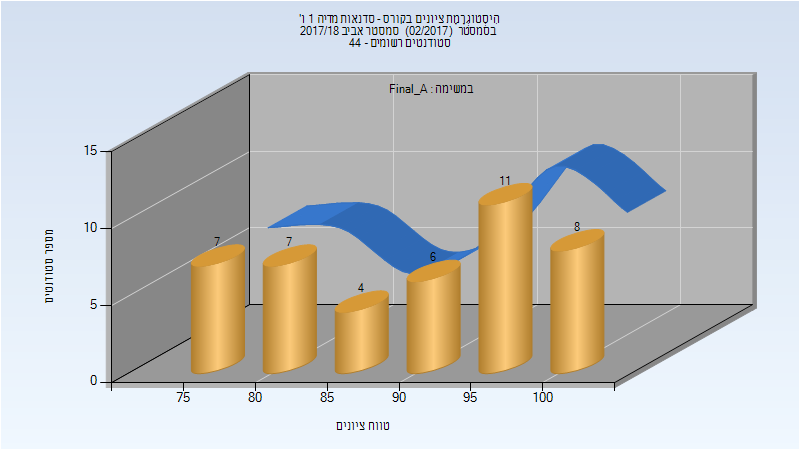 היסטוגרמת ציונים בקורס - סדנאות מדיה 1 ו'
בסמסטר (02/2017) סמסטר אביב 2017/18
סטודנטים רשומים - 44
במשימה : Final_A
מספר סטודנטים
15
10
5
0
7
7
4
6
11
8
75
80
85
90
95
100
טווח ציונים